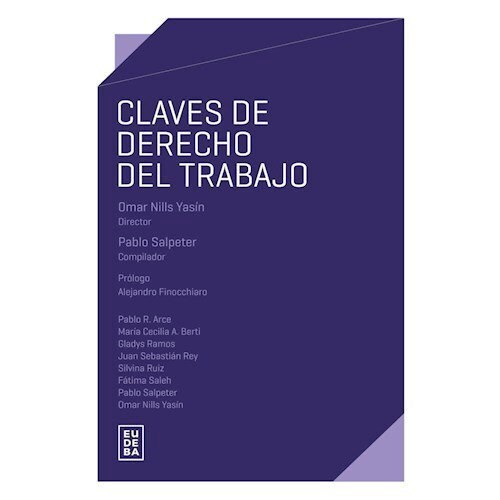 CLAVES DE
DERECHO
DEL TRABAJO
Omar Nills Yasín
Director
Pablo Salpeter
Compilador
Prólogo
Alejandro Finocchiaro
Pablo R. Arce
María Cecilia A. Berti
Gladys Ramos
Juan Sebastián Rey
Silvina Ruiz
Fátima Saleh
Pablo Salpeter
Omar Nills Yasín
EU
DE
BA